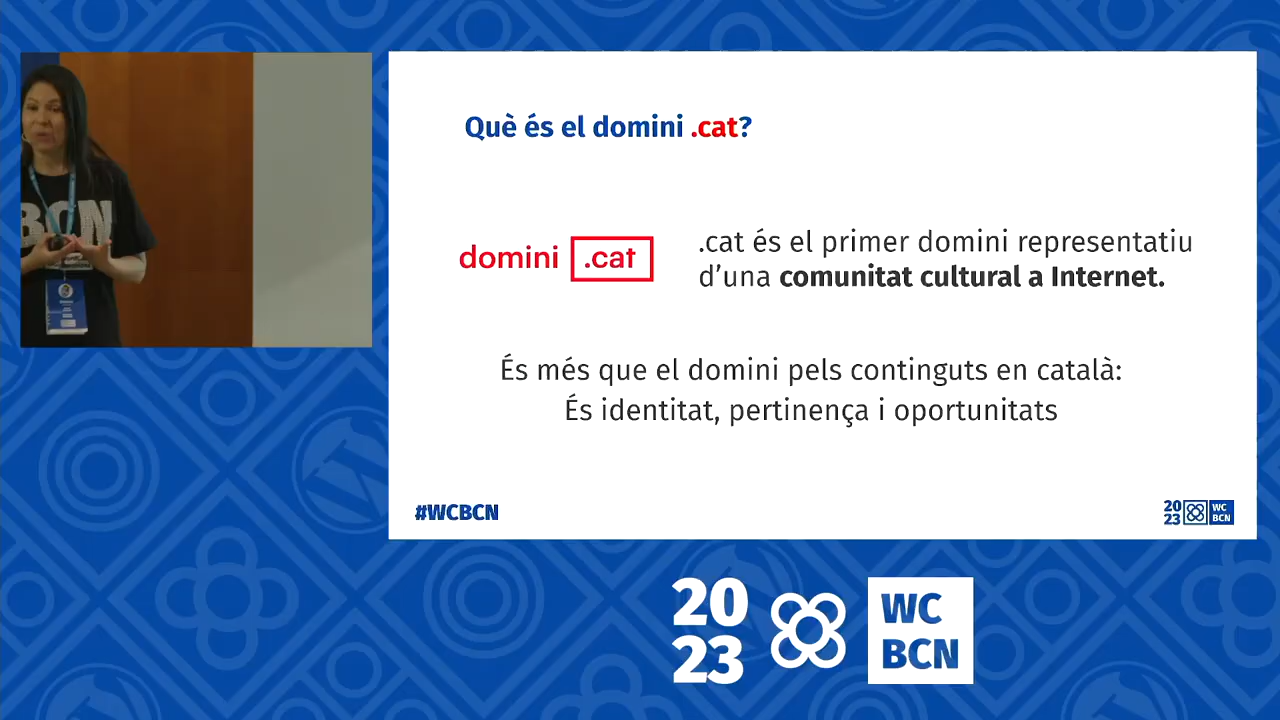 Què és el domini .cat?
BCN
domini .cat
.cat és el primer domini representatiu
d’una comunitat cultural a Internet.
És més que el domini pels continguts en català:
És identitat, pertinença i oportunitats
#WCBCN
20
23
WC
BCN
20
23
WC
BCN